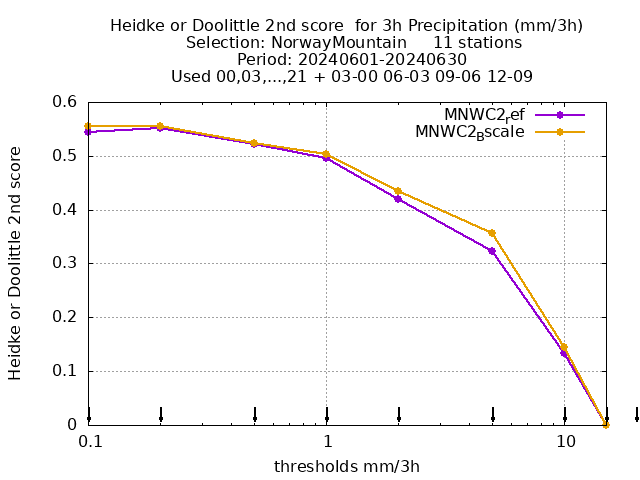 Heidke or Doolittle 2nd score  for 3h Precipitation (mm/3h)
Selection: NorwayMountain     11 stations
Period: 20240601-20240630
Used 00,03,...,21 + 03-00 06-03 09-06 12-09
MNWC2ref
MNWC2Bscale
Heidke or Doolittle 2nd score
0.6
0.5
0.4
0.3
0.2
0.1
0
0.1
1
10
thresholds mm/3h